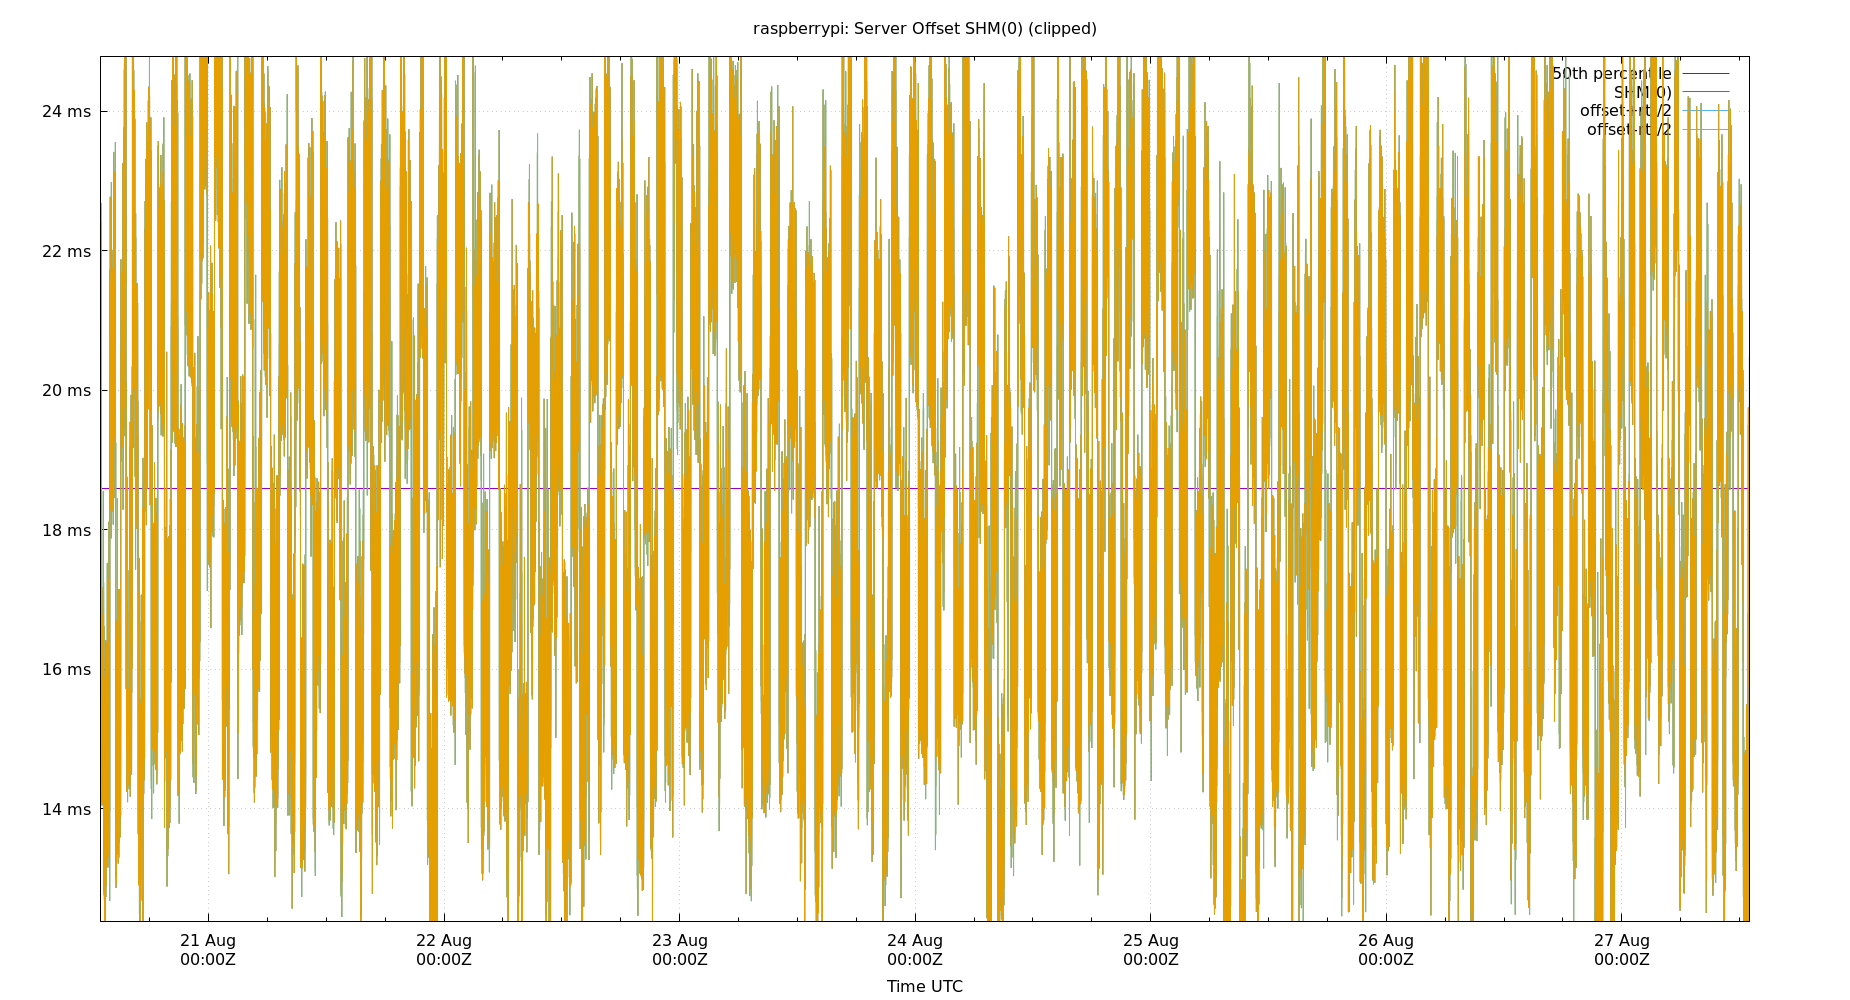 raspberrypi: Server Offset SHM(0) (clipped)
50th percentile
SHM(0)
offset+rtt/2
offset-rtt/2
24 ms
22 ms
20 ms
18 ms
16 ms
14 ms
21 Aug 22 Aug 23 Aug 24 Aug 25 Aug 26 Aug 27 Aug
00:00Z 00:00Z 00:00Z 00:00Z 00:00Z 00:00Z 00:00Z
Time UTC